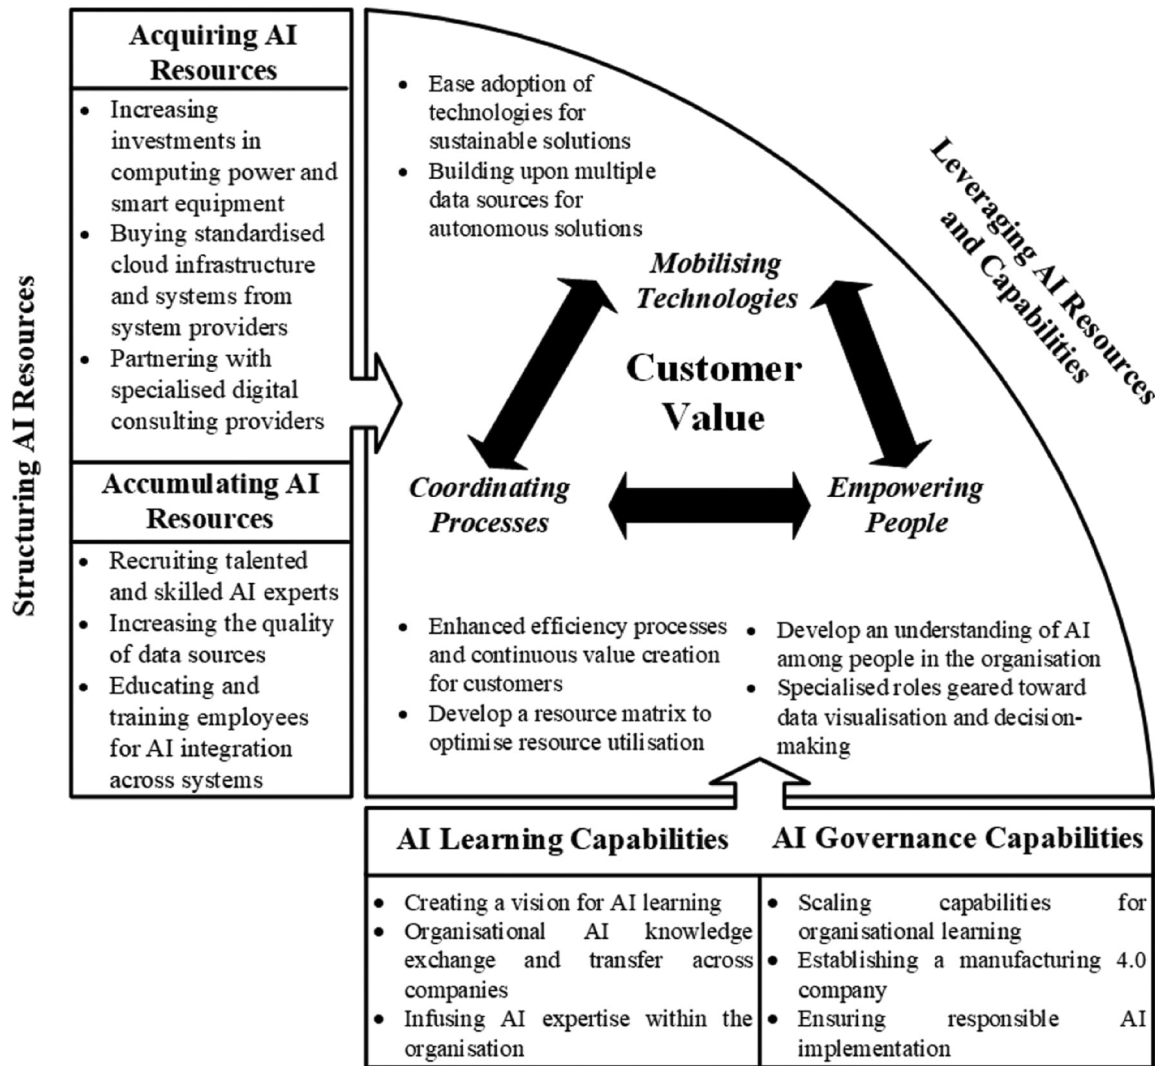 Structuring AI Resources
Acquiring AI
Resources
• Increasing
investments in
computing power and
smart equipment
• Buying standardised
cloud infrastructure
and systems from
system providers
• Partnering with
specialised digital
consulting providers
Accumulating AI
Resources
• Recruiting talented
and skilled AI experts
• Increasing the quality
of data sources
• Educating and
training employees
for AI integration
across systems
• Ease adoption of
technologies for
sustainable solutions
• Building upon multiple
data sources for
autonomous solutions
Leveraging AI Resources
and Capabilities
Mobilising
Technologies
Customer
Value
Coordinating
Processes
Empowering
People
• Enhanced efficiency processes
and continuous value creation
for customers
• Develop a resource matrix to
optimise resource utilisation
• Develop an understanding of AI
among people in the organisation
• Specialised roles geared toward
data visualisation and decision-
making
AI Learning Capabilities
• Creating a vision for AI learning
• Organisational AI knowledge
exchange and transfer across
companies
• Infusing AI expertise within the
organisation
AI Governance Capabilities
• Scaling capabilities for
organisational learning
• Establishing a manufacturing 4.0
company
• Ensuring responsible AI
implementation